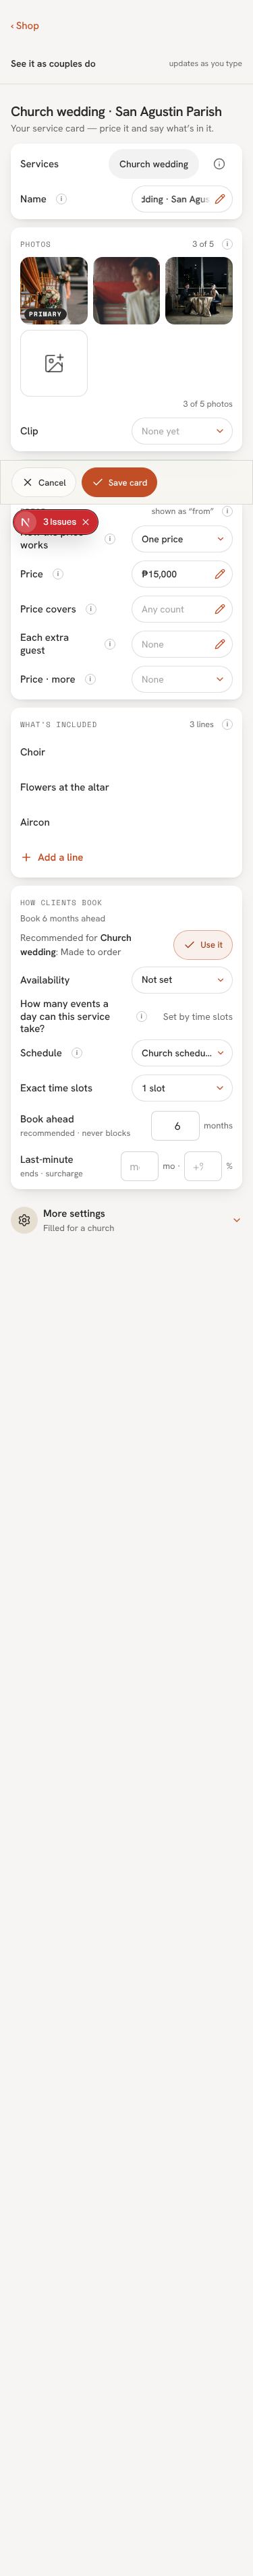 ‹ Shop
See it as couples do
updates as you type
Church wedding · San Agustin Parish
Your service card — price it and say what's in it.
Services
Church wedding
Name
dding · San Agus
PHOTOS
3 of 5
PRIMARY
3 of 5 photos
Clip
None yet
Cancel
Save card
shown as “from”
3 Issues
works
One price
Price
₱15,000
Price covers
Any count
Each extra
guest
None
Price · more
None
WHAT'S INCLUDED
3 lines
Choir
Flowers at the altar
Aircon
Add a line
HOW CLIENTS BOOK
Book 6 months ahead
Recommended for Church
wedding: Made to order
Use it
Availability
Not set
How many events a
day can this service
take?
Set by time slots
Schedule
Church schedu...
Exact time slots
1 slot
Book ahead
recommended · never blocks
6
months
Last-minute
ends · surcharge
mo ·
%
More settings
Filled for a church